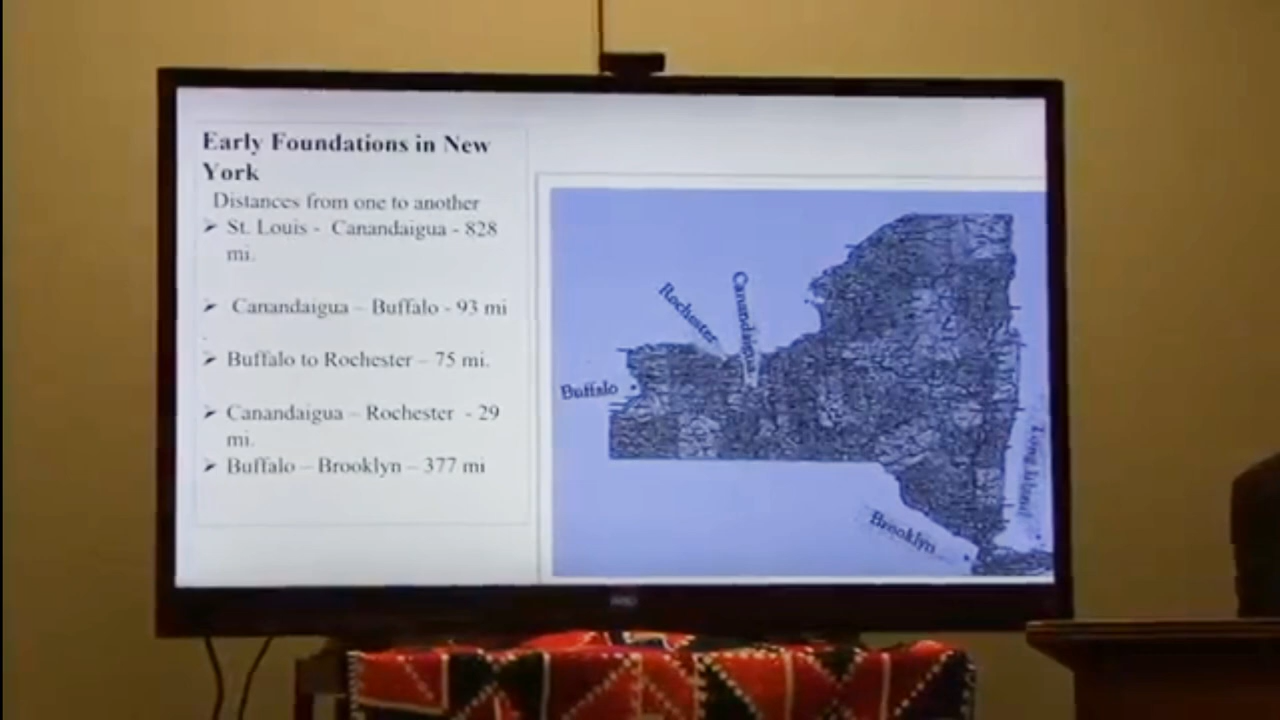 Early Foundations in New
York
Distances from one to another
➢ St. Louis - Canandaigua - 828
mi.
➢ Canandaigua – Buffalo - 93 mi
.
➢ Buffalo to Rochester – 75 mi.
➢ Canandaigua – Rochester - 29
mi.
➢ Buffalo – Brooklyn – 377 mi
Rochester
Canandaigua
Buffalo
Long Island
Brooklyn